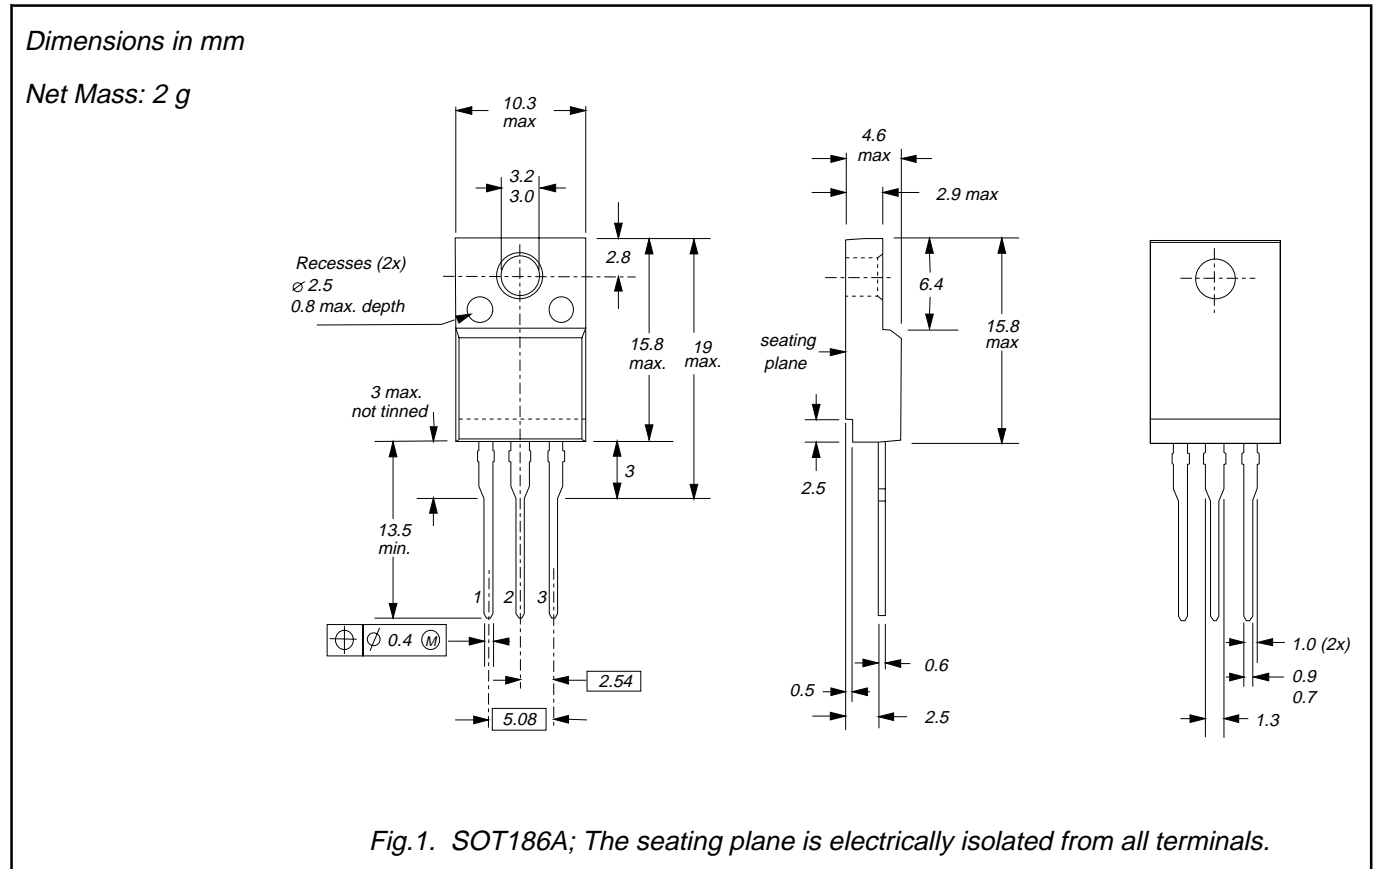 Dimensions in mm
Net Mass: 2 g
10.3
max
3.2
3.0
Recesses (2x)
⌀ 2.5
0.8 max. depth
2.8
15.8
max.
19
max.
3 max.
not tinned
3
13.5
min.
1 2 3
⌀ 0.4 Ⓜ
2.54
5.08
4.6
max
2.9 max
6.4
15.8
max
seating
plane
2.5
0.6
0.5
2.5
1.0 (2x)
0.9
0.7
1.3
Fig.1. SOT186A; The seating plane is electrically isolated from all terminals.